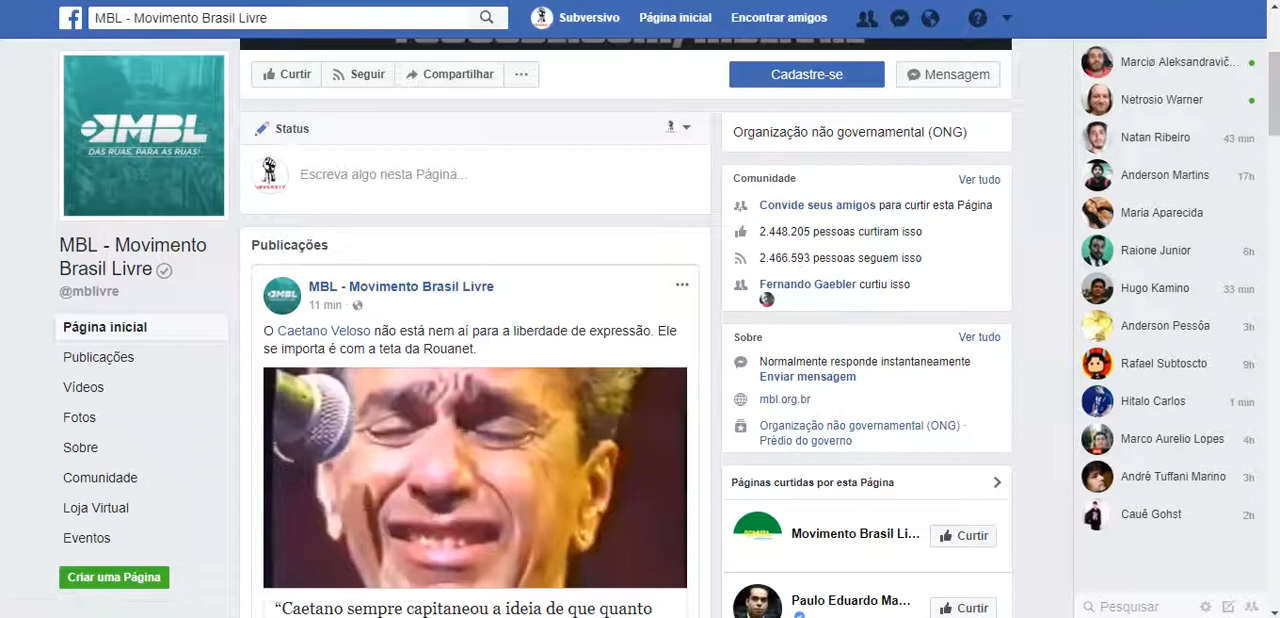 MBL - Movimento Brasil Livre
Subversivo
Página inicial
Encontrar amigos
MBL
DAS RUAS, PARA AS RUAS!
MBL - Movimento
Brasil Livre
@mblivre
Página inicial
Publicações
Vídeos
Fotos
Sobre
Comunidade
Loja Virtual
Eventos
Criar uma Página
Curtir
Seguir
Compartilhar
Cadastre-se
Mensagem
Status
Escreva algo nesta Página...
Publicações
MBL - Movimento Brasil Livre
11 min
O Caetano Veloso não está nem aí para a liberdade de expressão. Ele
se importa é com a teta da Rouanet.
“Caetano sempre capitaneou a ideia de que quanto
Organização não governamental (ONG)
Comunidade
Ver tudo
Convide seus amigos para curtir esta Página
2.448.205 pessoas curtiram isso
2.466.593 pessoas seguem isso
Fernando Gaebler curtiu isso
Sobre
Ver tudo
Normalmente responde instantaneamente
Enviar mensagem
mbl.org.br
Organização não governamental (ONG) ·
Prédio do governo
Páginas curtidas por esta Página
Movimento Brasil Li...
Curtir
Paulo Eduardo Ma...
Curtir
Marciø Aleksandravič...
Netrosio Warner
Natan Ribeiro 43 min
Anderson Martins 17h
Maria Aparecida
Raione Junior 6h
Hugo Kamino 33 min
Anderson Pessôa 3h
Rafael Subtoscto 9h
Hitalo Carlos 1 min
Marco Aurelio Lopes 4h
André Tuffani Marino 3h
Cauê Gohst 2h
Pesquisar